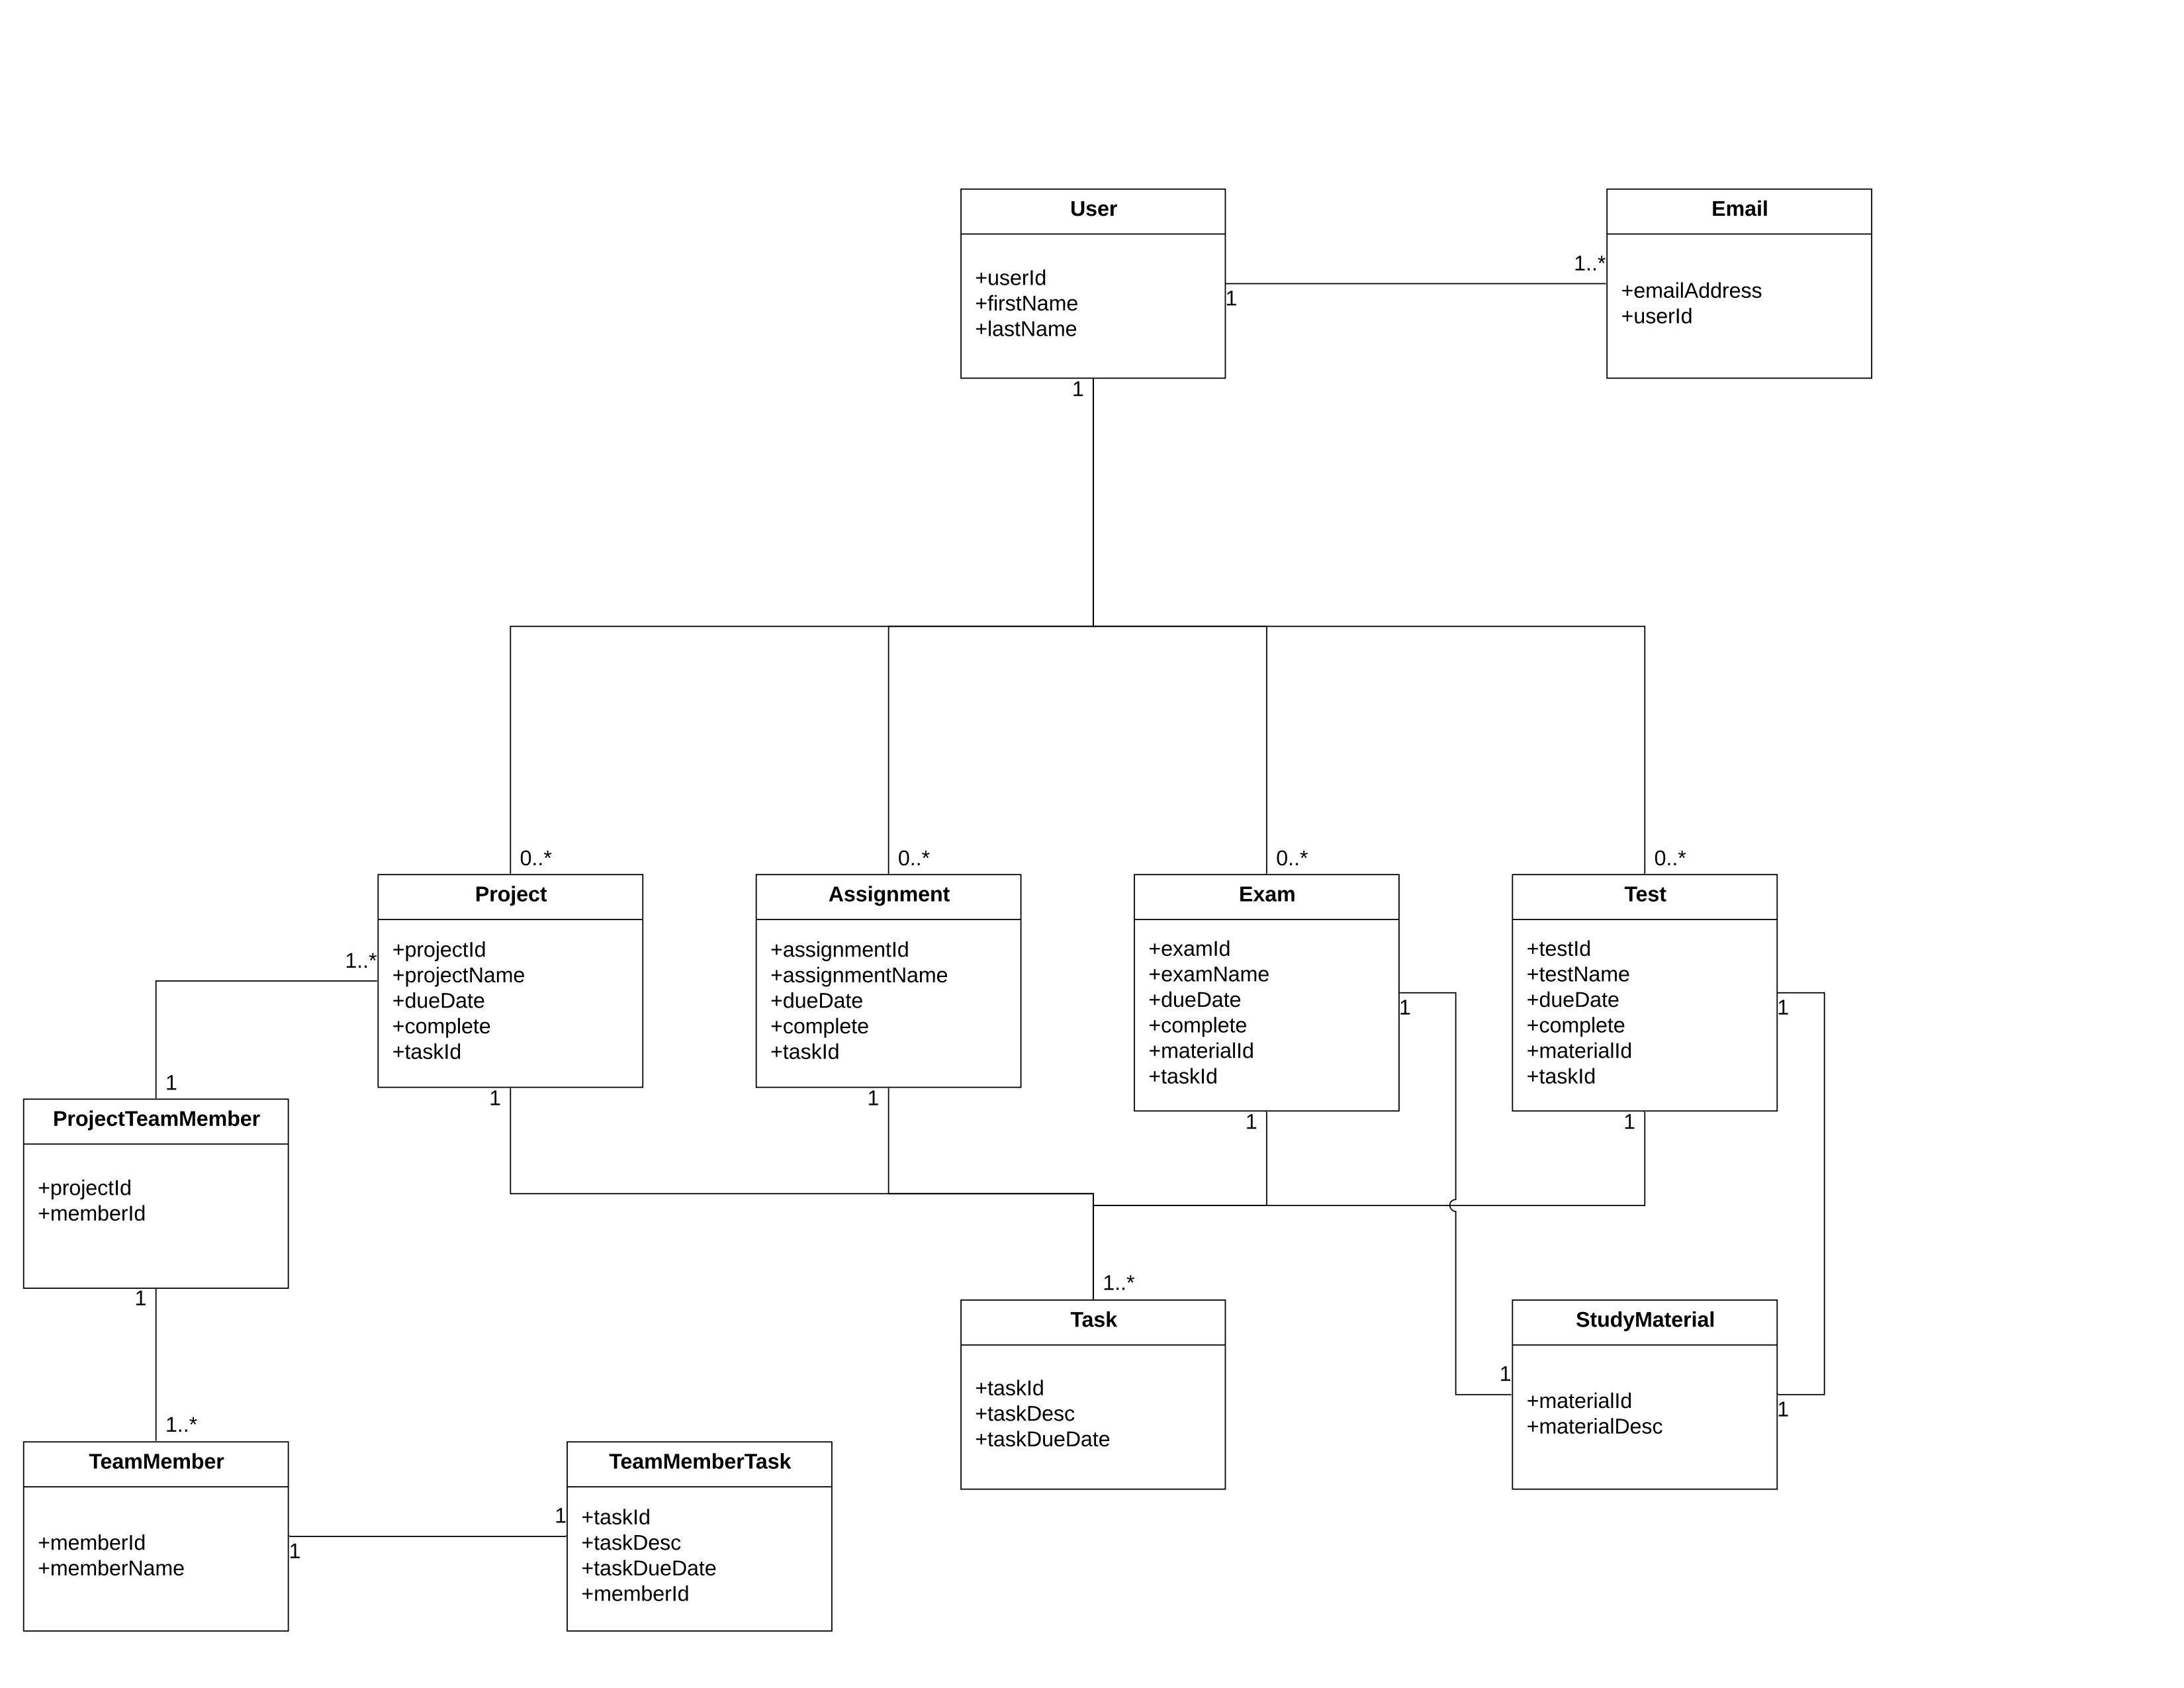 User
+userId
+firstName
+lastName
1
1
1..*
Email
+emailAddress
+userId
0..*
0..*
0..*
0..*
Project
+projectId
+projectName
+dueDate
+complete
+taskId
1..*
1
Assignment
+assignmentId
+assignmentName
+dueDate
+complete
+taskId
1
Exam
+examId
+examName
+dueDate
+complete
+materialId
+taskId
1
1
Test
+testId
+testName
+dueDate
+complete
+materialId
+taskId
1
1
1
ProjectTeamMember
+projectId
+memberId
1
1..*
Task
+taskId
+taskDesc
+taskDueDate
1
StudyMaterial
+materialId
+materialDesc
1
1..*
TeamMember
+memberId
+memberName
1
1
TeamMemberTask
+taskId
+taskDesc
+taskDueDate
+memberId